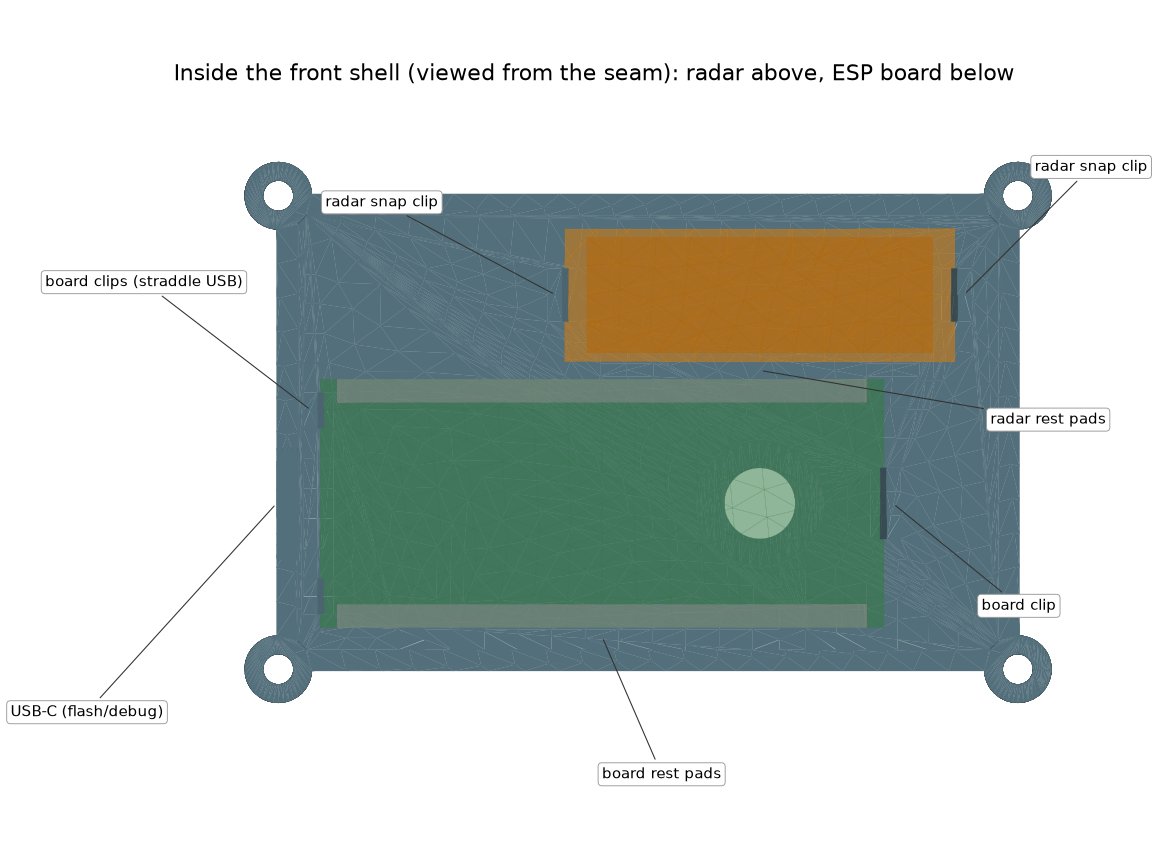 Inside the front shell (viewed from the seam): radar above, ESP board below
radar snap clip
radar snap clip
board clips (straddle USB)
radar rest pads
board clip
USB-C (flash/debug)
board rest pads